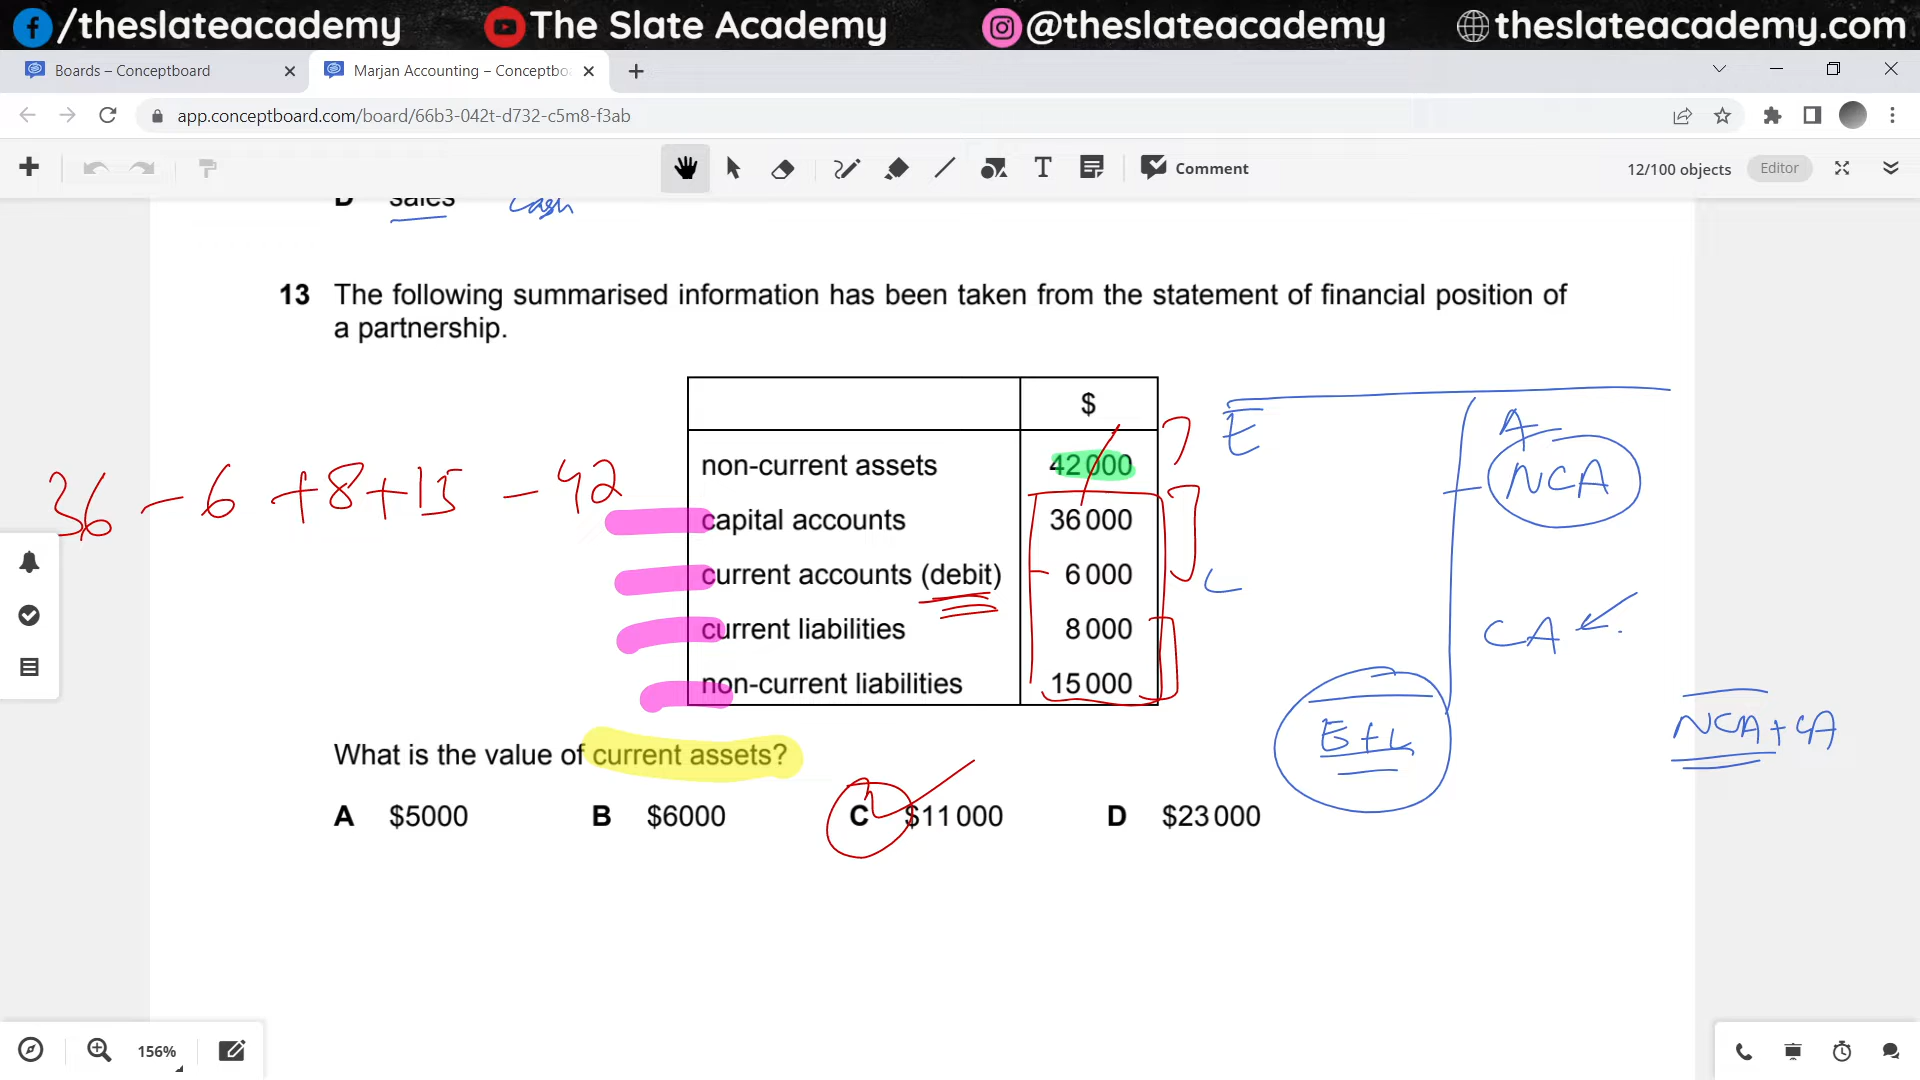 /theslateacademy The Slate Academy @theslateacademy theslateacademy.com
Boards – Conceptboard Marjan Accounting – Conceptbo
app.conceptboard.com/board/66b3-042t-d732-c5m8-f3ab
Comment 12/100 objects Editor
D sales Cash
13 The following summarised information has been taken from the statement of financial position of
a partnership.
$
non-current assets 42 000
capital accounts 36 000
current accounts (debit) 6 000
current liabilities 8 000
non-current liabilities 15 000
36 – 6 +8+15 – 42
E A
NCA
L
CA
E+L NCA+CA
What is the value of current assets?
A $5000 B $6000 C $11 000 D $23 000
156%